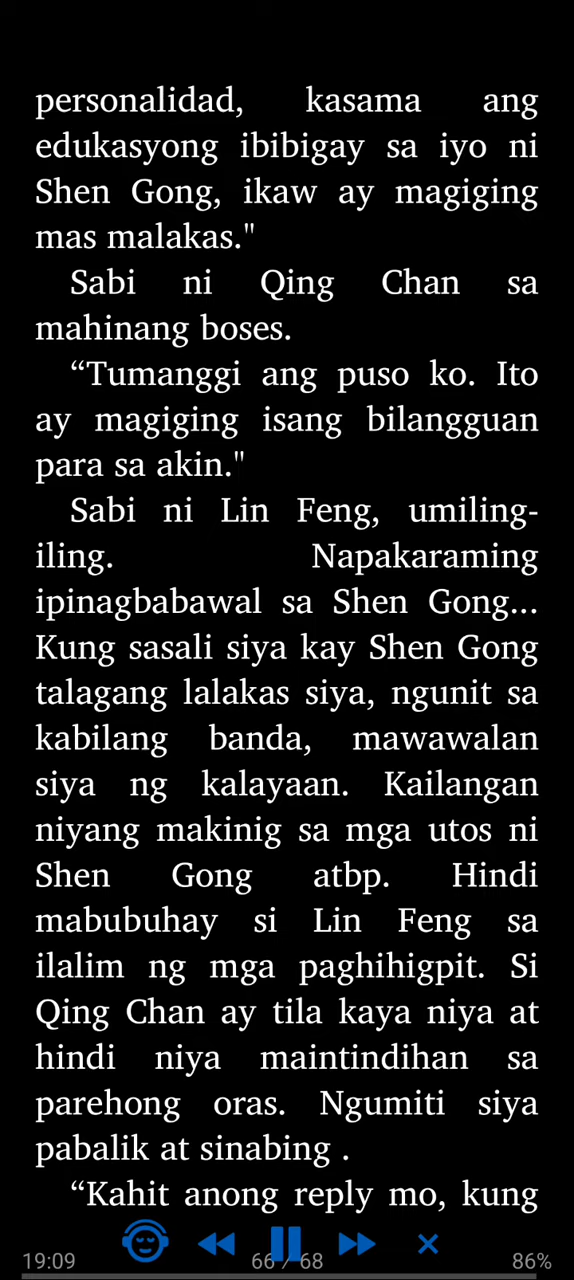 personalidad, kasama ang
edukasyong ibibigay sa iyo ni
Shen Gong, ikaw ay magiging
mas malakas."
Sabi ni Qing Chan sa
mahinang boses.
“Tumanggi ang puso ko. Ito
ay magiging isang bilangguan
para sa akin."
Sabi ni Lin Feng, umiling-
iling. Napakaraming
ipinagbabawal sa Shen Gong...
Kung sasali siya kay Shen Gong
talagang lalakas siya, ngunit sa
kabilang banda, mawawalan
siya ng kalayaan. Kailangan
niyang makinig sa mga utos ni
Shen Gong atbp. Hindi
mabubuhay si Lin Feng sa
ilalim ng mga paghihigpit. Si
Qing Chan ay tila kaya niya at
hindi niya maintindihan sa
parehong oras. Ngumiti siya
pabalik at sinabing .
“Kahit anong reply mo, kung
19:09 66 / 68 86%